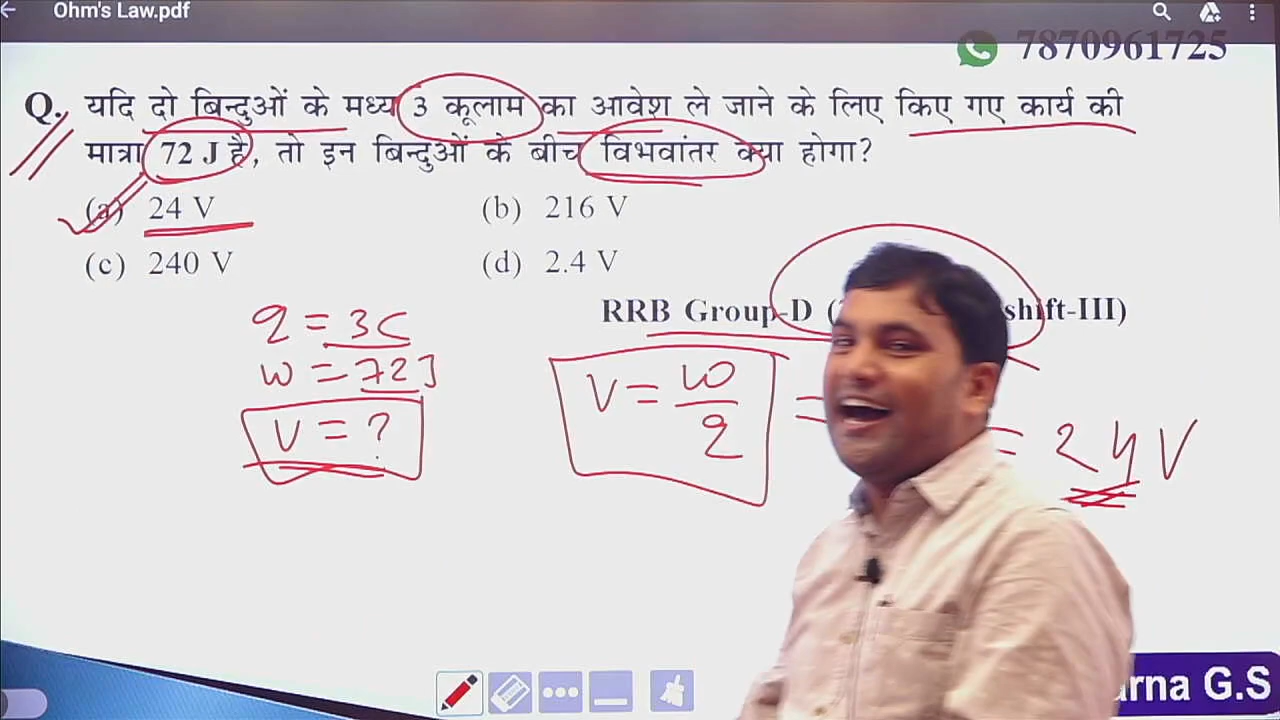 Ohm's Law.pdf
7870961725
Q. यदि दो बिन्दुओं के मध्य 3 कूलाम का आवेश ले जाने के लिए किए गए कार्य की
मात्रा 72 J है, तो इन बिन्दुओं के बीच विभवांतर क्या होगा?
(a) 24 V (b) 216 V
(c) 240 V (d) 2.4 V
RRB Group-D ( shift-III)
q = 3C
w = 72J
V = ?
V = w/q = = 24V
rna G.S